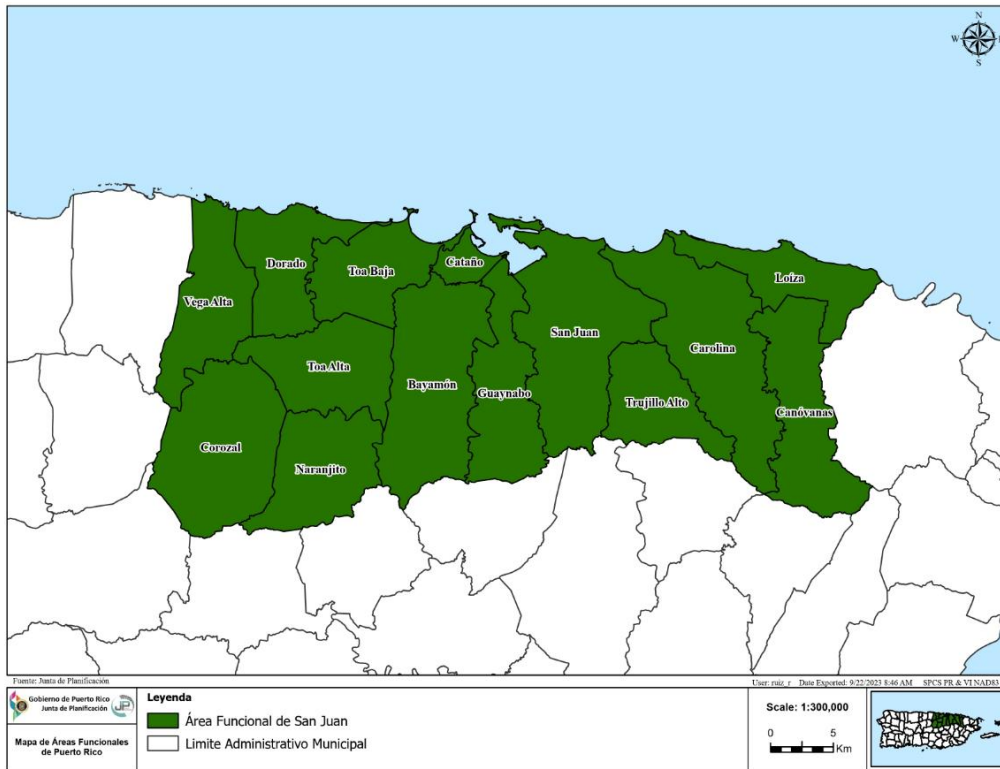 N
W
S
Dorado
Toa Baja
Cataño
Loíza
Vega Alta
San Juan
Carolina
Toa Alta
Bayamón
Guaynabo
Trujillo Alto
Canóvanas
Corozal
Naranjito
Fuente: Junta de Planificación
User: ruiz_r Date Exported: 9/22/2023 8:46 AM SPCS PR & VI NAD83
Gobierno de Puerto Rico
Junta de Planificación
JP
Mapa de Áreas Funcionales
de Puerto Rico
Leyenda
Área Funcional de San Juan
Limite Administrativo Municipal
Scale: 1:300,000
0 5
Km